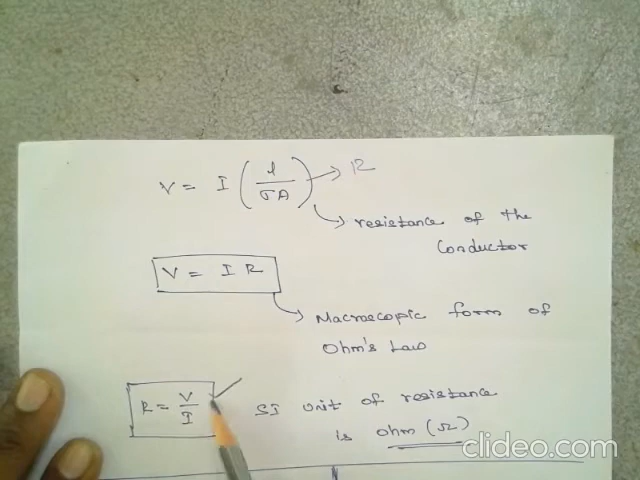 V = I (l / σA) → R
→ resistance of the
Conductor
V = I R
→ Macroscopic form of
Ohm's Law
R = V / I ✓
SI unit of resistance
is ohm (Ω)
clideo.com